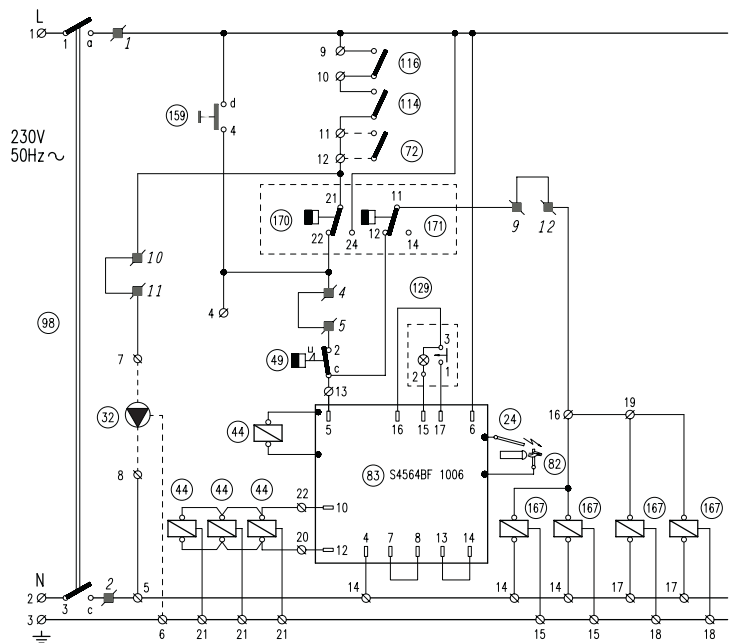 L
1
1 a 1
9
116
10
d
114
159
4
230V
50Hz
11
72
12
21 11
170 171
22 24 12 14
9 12
10
11
4
129
4
98
5
u 2
3
49
7
c
2 1
13
19
16
32
5 16 15 17 6
24
44
82
83 S4564BF 1006
8
44 44 44
22
10
167 167 167 167
20
12
4 7 8 13 14
N
2
2
3 c
5 14 14 14 17 17
3
6 21 21 21 15 15 18 18